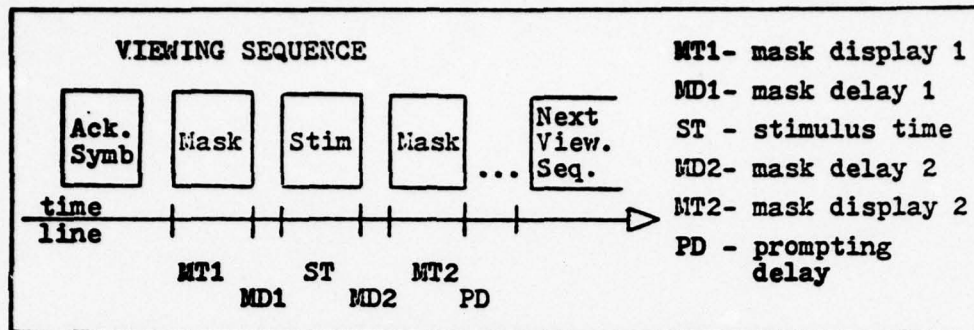 VIEWING SEQUENCE
Ack.
Symb
Mask
Stim
Mask
...
Next
View.
Seq.
time
line
MT1
MD1
ST
MD2
MT2
PD
MT1- mask display 1
MD1- mask delay 1
ST - stimulus time
MD2- mask delay 2
MT2- mask display 2
PD - prompting
delay